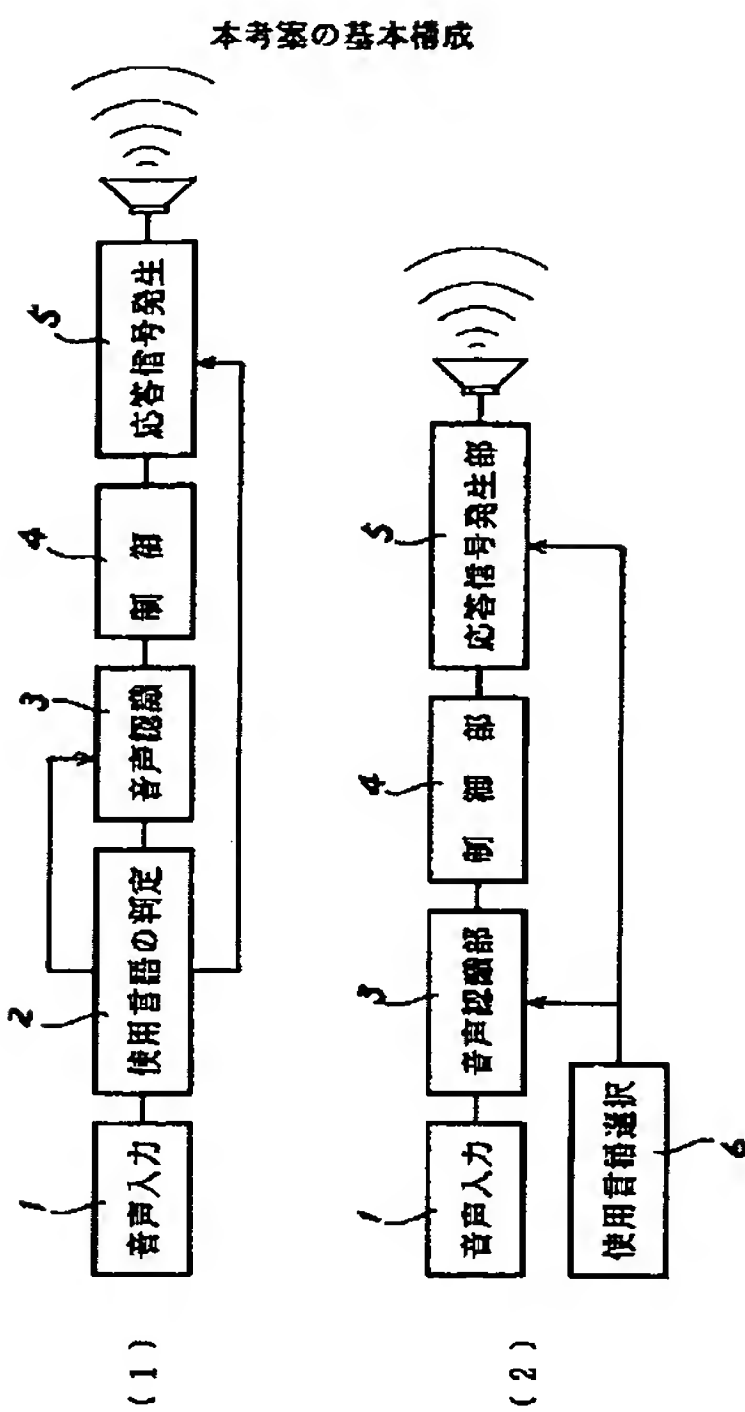 本考案の基本構成
(1)
1
音声入力
2
使用言語の判定
3
音声認識
4
制御
5
応答信号発生
(2)
1
音声入力
3
音声認識部
4
制御部
5
応答信号発生部
6
使用言語選択